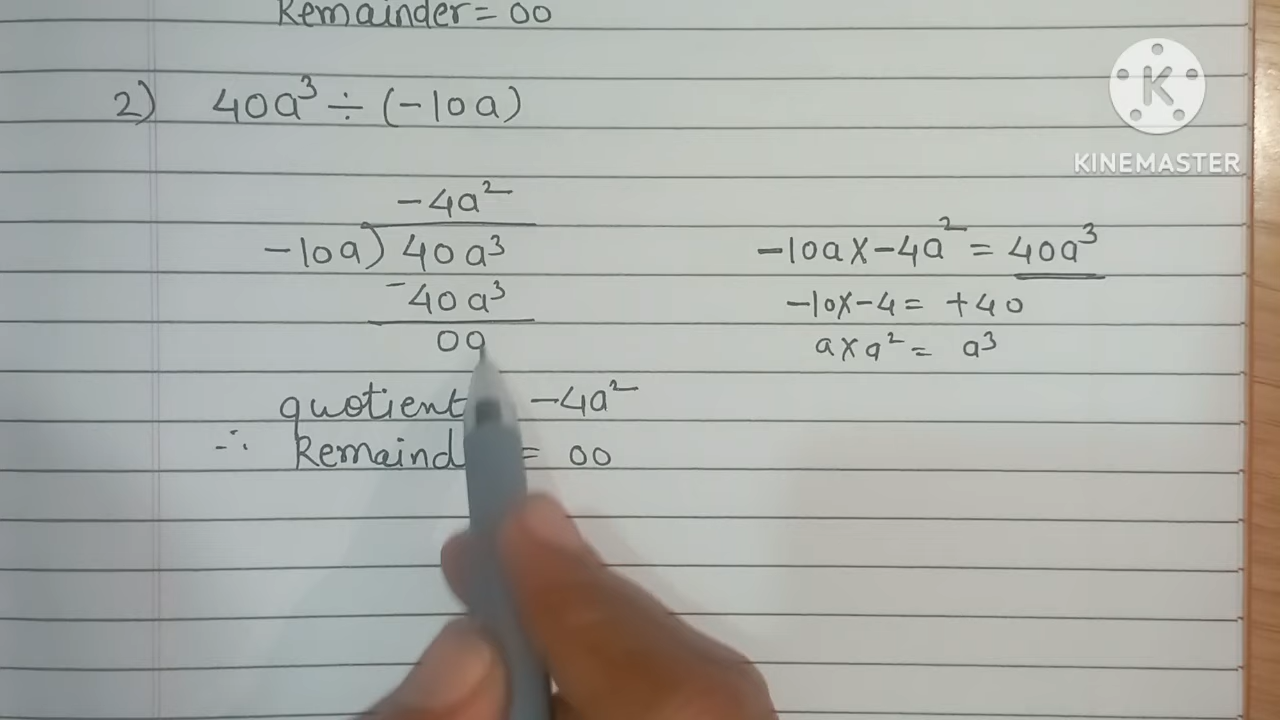 Remainder = 00
2) 40a³ ÷ (-10a)
-4a²
-10a) 40a³
-40a³
00
quotient -4a²
∴ Remaind = 00
-10a x -4a² = 40a³
-10x-4 = +40
a x a² = a³
K
KINEMASTER